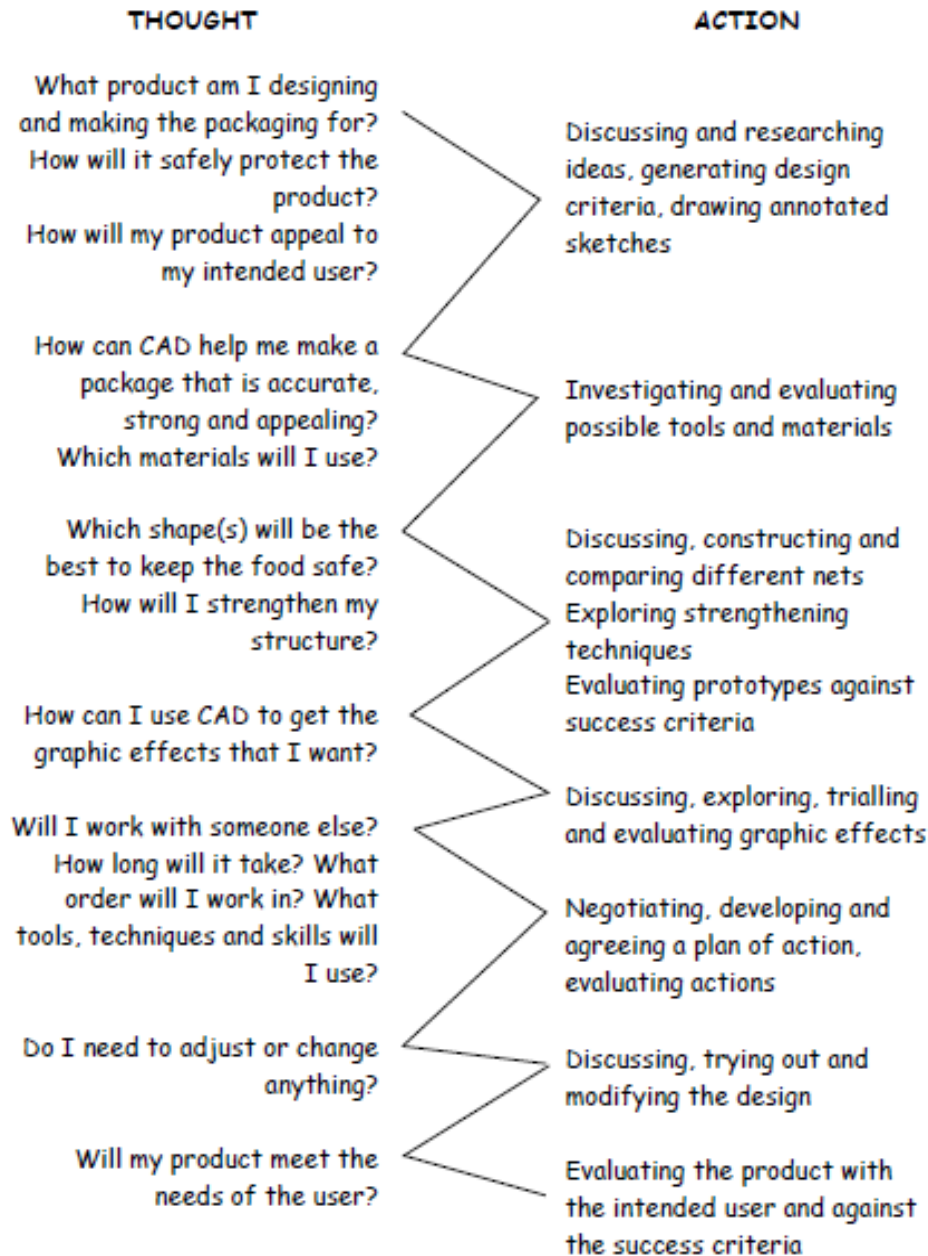 THOUGHT
ACTION
What product am I designing
and making the packaging for?
How will it safely protect the
product?
How will my product appeal to
my intended user?
Discussing and researching
ideas, generating design
criteria, drawing annotated
sketches
How can CAD help me make a
package that is accurate,
strong and appealing?
Which materials will I use?
Investigating and evaluating
possible tools and materials
Which shape(s) will be the
best to keep the food safe?
How will I strengthen my
structure?
Discussing, constructing and
comparing different nets
Exploring strengthening
techniques
Evaluating prototypes against
success criteria
How can I use CAD to get the
graphic effects that I want?
Discussing, exploring, trialling
and evaluating graphic effects
Will I work with someone else?
How long will it take? What
order will I work in? What
tools, techniques and skills will
I use?
Negotiating, developing and
agreeing a plan of action,
evaluating actions
Do I need to adjust or change
anything?
Discussing, trying out and
modifying the design
Will my product meet the
needs of the user?
Evaluating the product with
the intended user and against
the success criteria